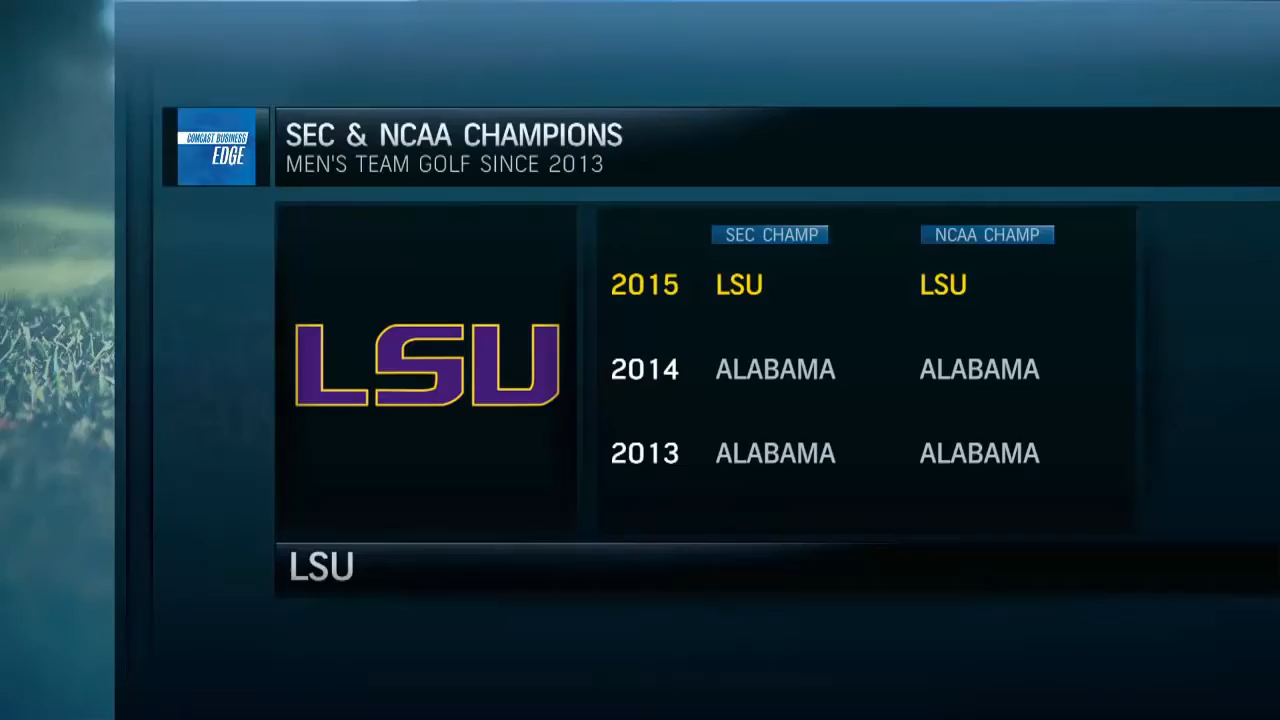 COMCAST BUSINESS
EDGE
SEC & NCAA CHAMPIONS
MEN'S TEAM GOLF SINCE 2013
LSU
SEC CHAMP NCAA CHAMP
2015 LSU LSU
2014 ALABAMA ALABAMA
2013 ALABAMA ALABAMA
LSU